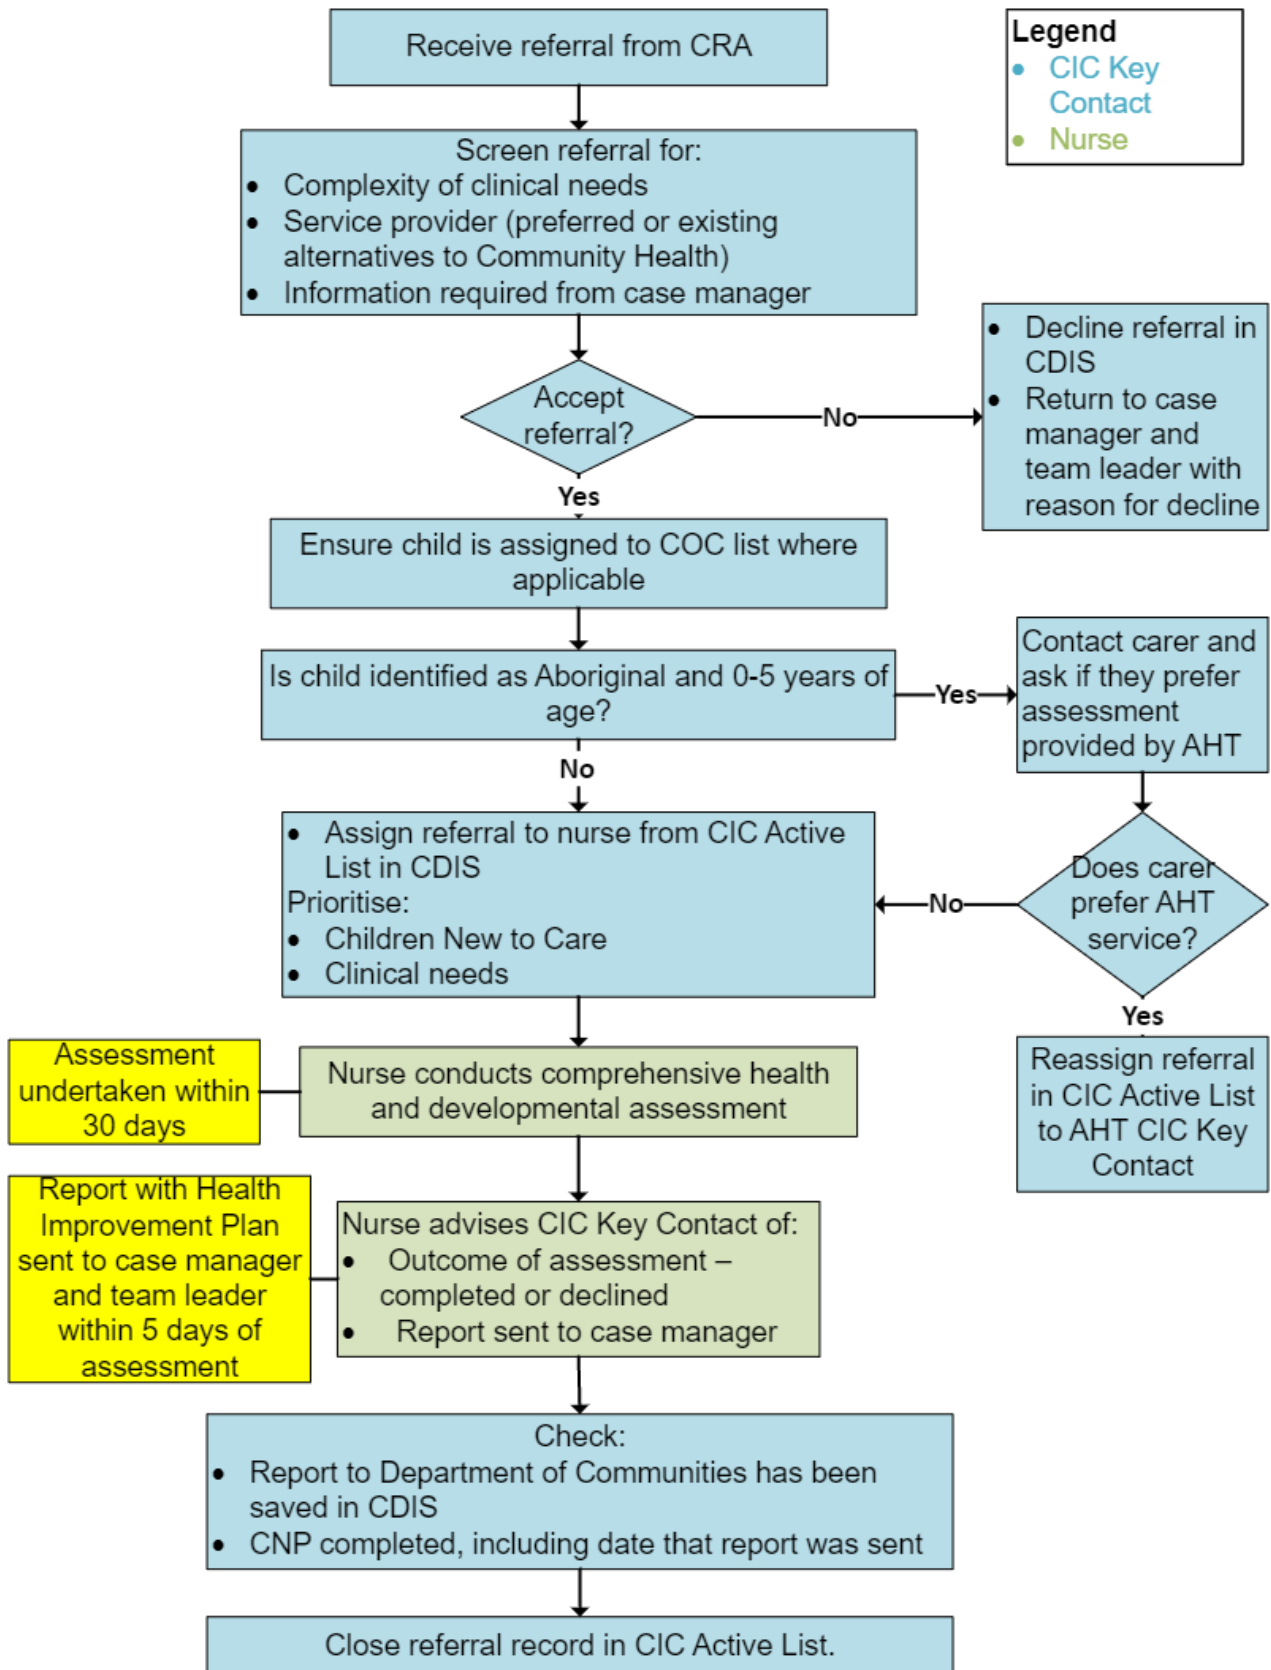 Receive referral from CRA
Legend
• CIC Key
Contact
• Nurse
Screen referral for:
• Complexity of clinical needs
• Service provider (preferred or existing
alternatives to Community Health)
• Information required from case manager
Accept
referral?
No
• Decline referral in
CDIS
• Return to case
manager and
team leader with
reason for decline
Yes
Ensure child is assigned to COC list where
applicable
Is child identified as Aboriginal and 0-5 years of
age?
Yes
Contact carer and
ask if they prefer
assessment
provided by AHT
No
• Assign referral to nurse from CIC Active
List in CDIS
Prioritise:
• Children New to Care
• Clinical needs
No
Does carer
prefer AHT
service?
Yes
Reassign referral
in CIC Active List
to AHT CIC Key
Contact
Assessment
undertaken within
30 days
Nurse conducts comprehensive health
and developmental assessment
Report with Health
Improvement Plan
sent to case manager
and team leader
within 5 days of
assessment
Nurse advises CIC Key Contact of:
• Outcome of assessment –
completed or declined
• Report sent to case manager
Check:
• Report to Department of Communities has been
saved in CDIS
• CNP completed, including date that report was sent
Close referral record in CIC Active List.